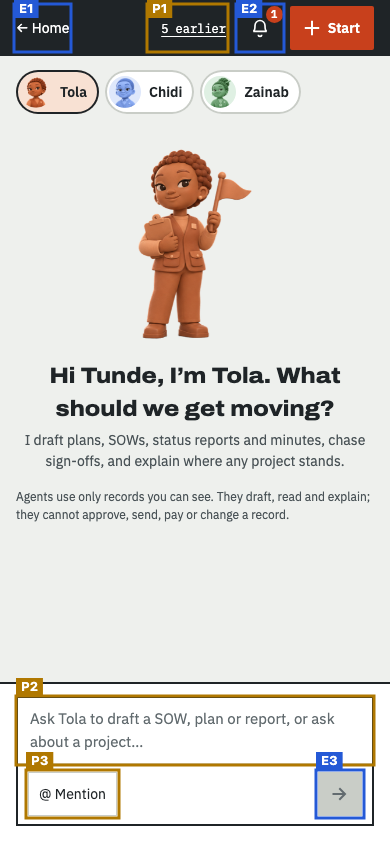 E1
P1
E2
← Home
5 earlier
1
+ Start
Tola
Chidi
Zainab
Hi Tunde, I’m Tola. What
should we get moving?
I draft plans, SOWs, status reports and minutes, chase
sign-offs, and explain where any project stands.
Agents use only records you can see. They draft, read and explain;
they cannot approve, send, pay or change a record.
P2
Ask Tola to draft a SOW, plan or report, or ask
about a project...
P3
E3
@ Mention
→